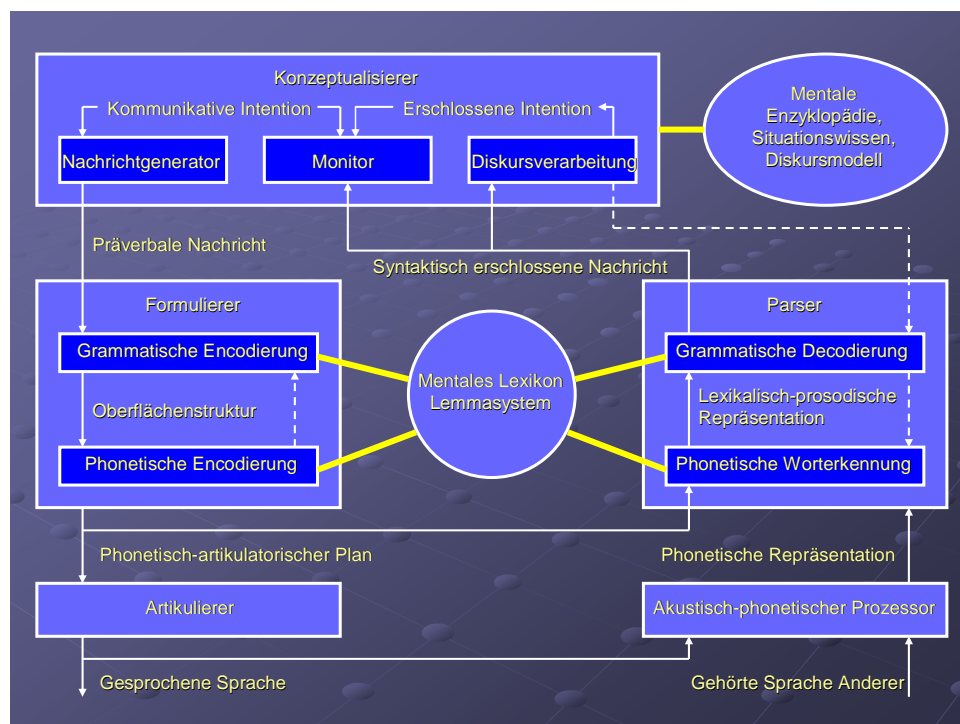 Konzeptualisierer
Kommunikative Intention
Erschlossene Intention
Nachrichtgenerator
Monitor
Diskursverarbeitung
Mentale
Enzyklopädie,
Situationswissen,
Diskursmodell
Präverbale Nachricht
Syntaktisch erschlossene Nachricht
Formulierer
Grammatische Encodierung
Oberflächenstruktur
Phonetische Encodierung
Mentales Lexikon
Lemmasystem
Parser
Grammatische Decodierung
Lexikalisch-prosodische
Repräsentation
Phonetische Worterkennung
Phonetisch-artikulatorischer Plan
Phonetische Repräsentation
Artikulierer
Akustisch-phonetischer Prozessor
Gesprochene Sprache
Gehörte Sprache Anderer